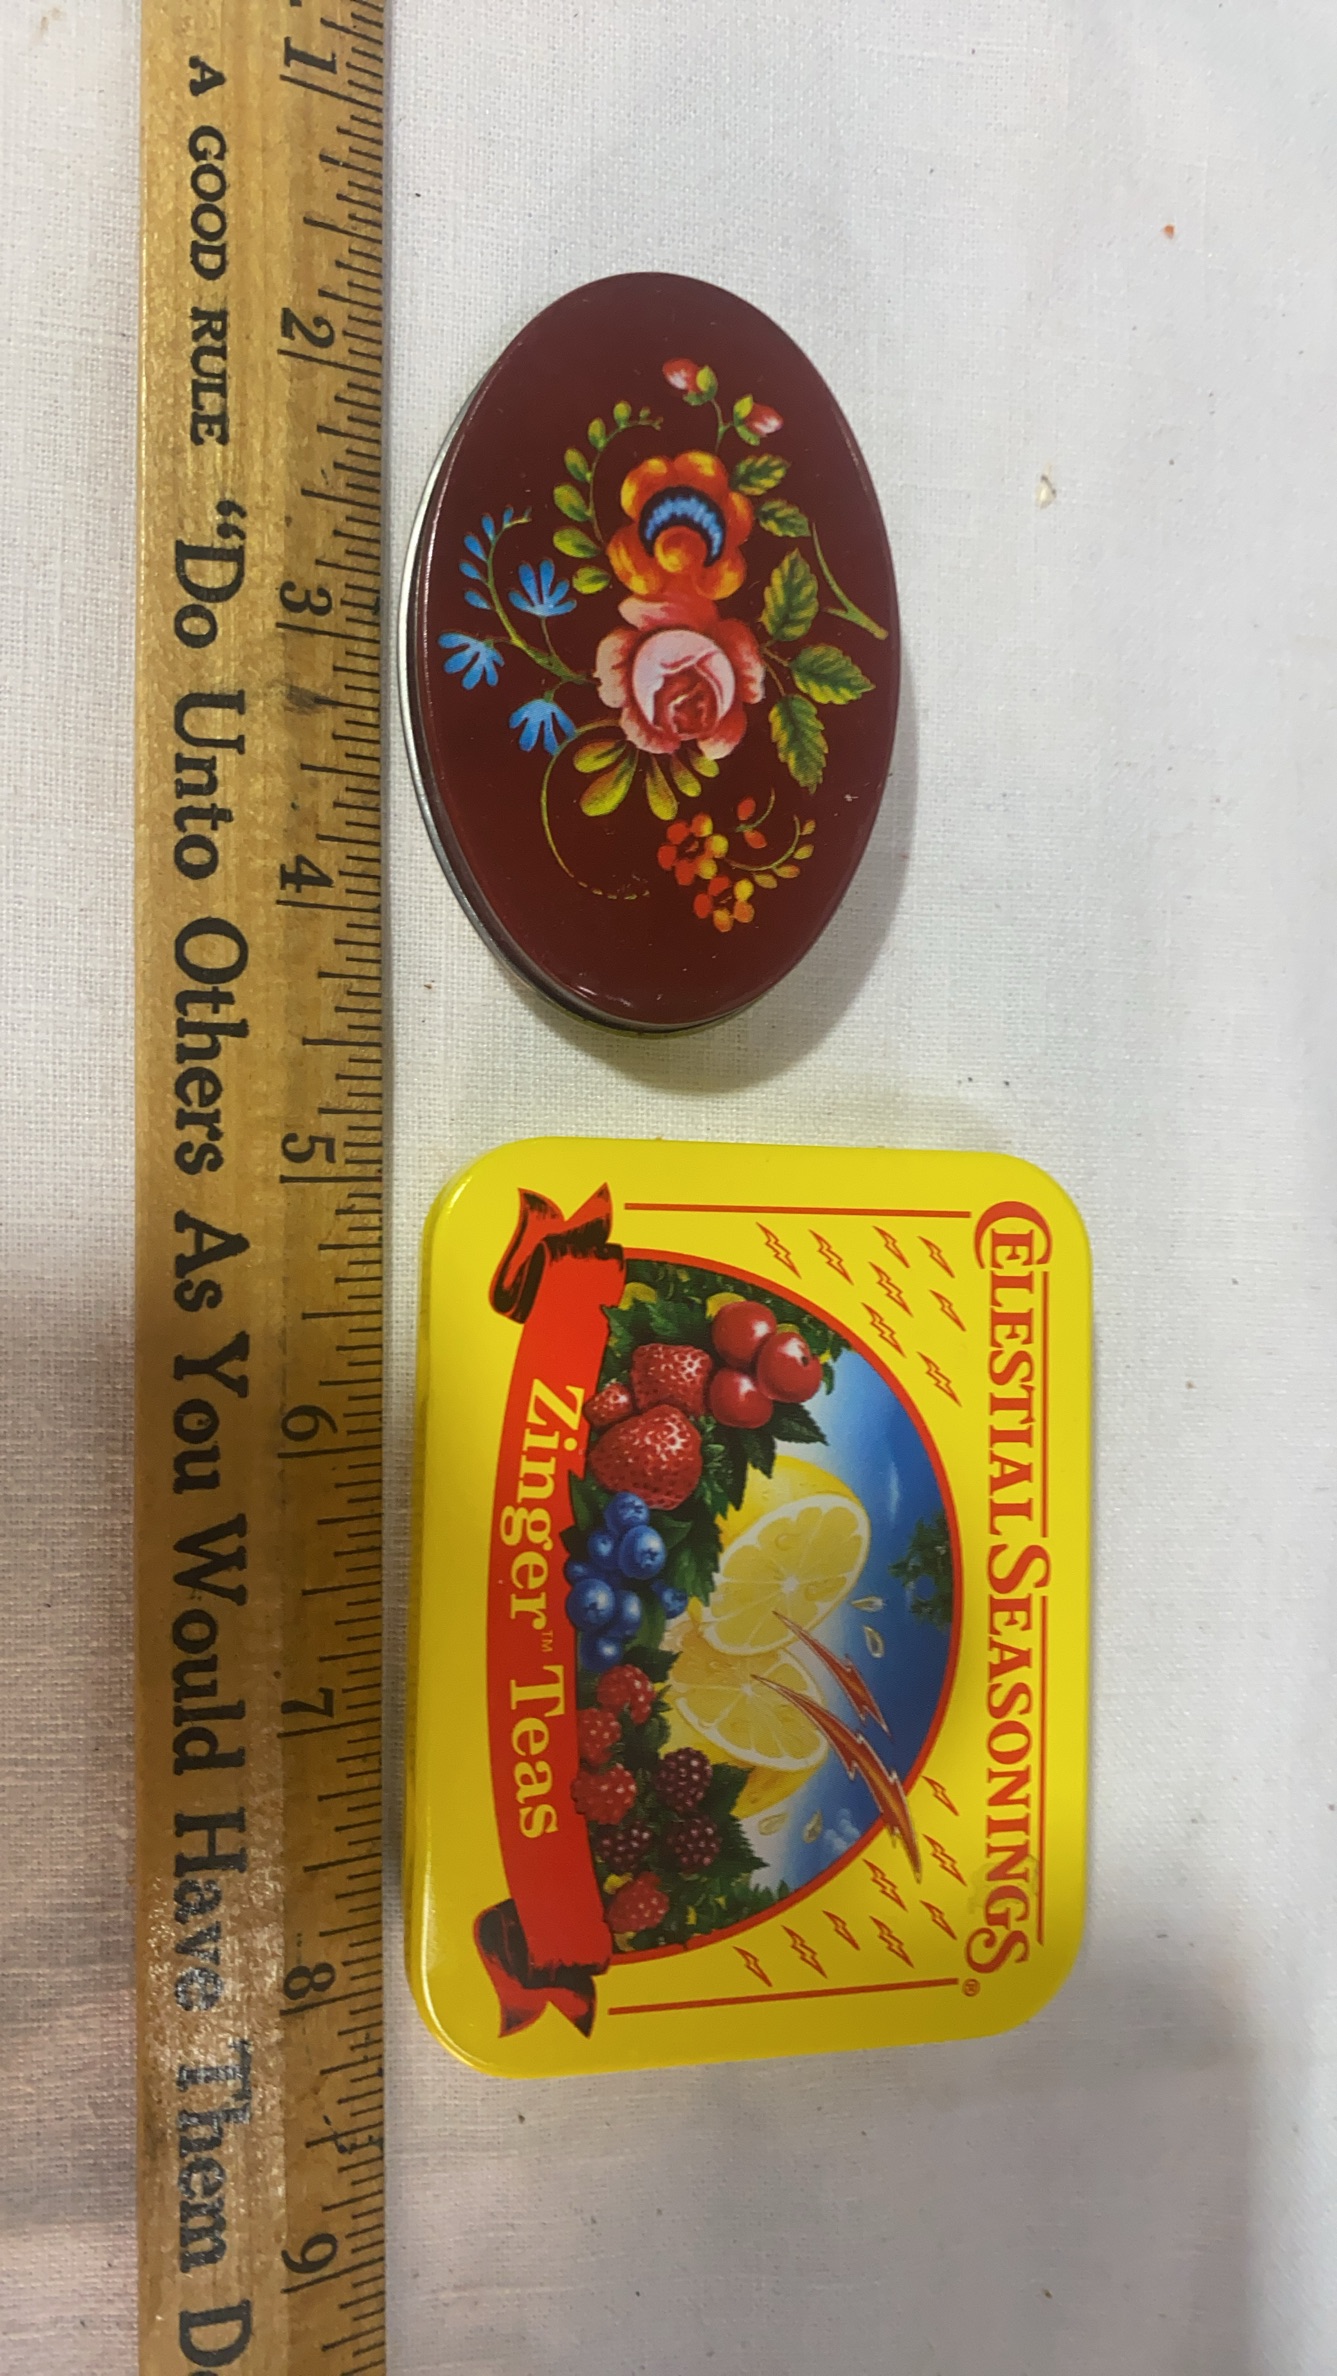 A GOOD RULE "Do Unto Others As You Would Have Them D
1 2 3 4 5 6 7 8 9
CELESTIAL SEASONINGS®
Zinger™ Teas